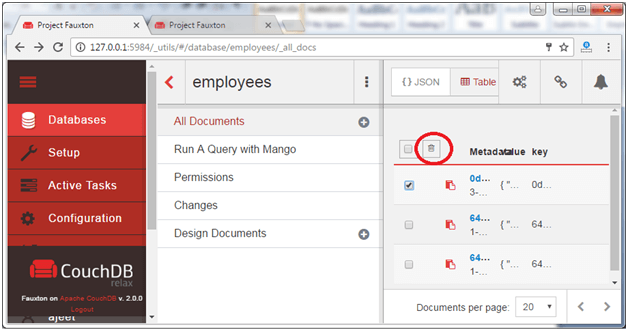 Project Fauxton
Project Fauxton
127.0.0.1:5984/_utils/#/database/employees/_all_docs
employees
{ } JSON
Table
Databases
Setup
Active Tasks
Configuration
CouchDB
relax
Fauxton on Apache CouchDB v. 2.0.0
Logout
ajeet
All Documents
Run A Query with Mango
Permissions
Changes
Design Documents
Metadata value key
0d... { "... 0d...
3-...
64... { "... 64...
1-...
64... { "... 64...
1-...
Documents per page: 20